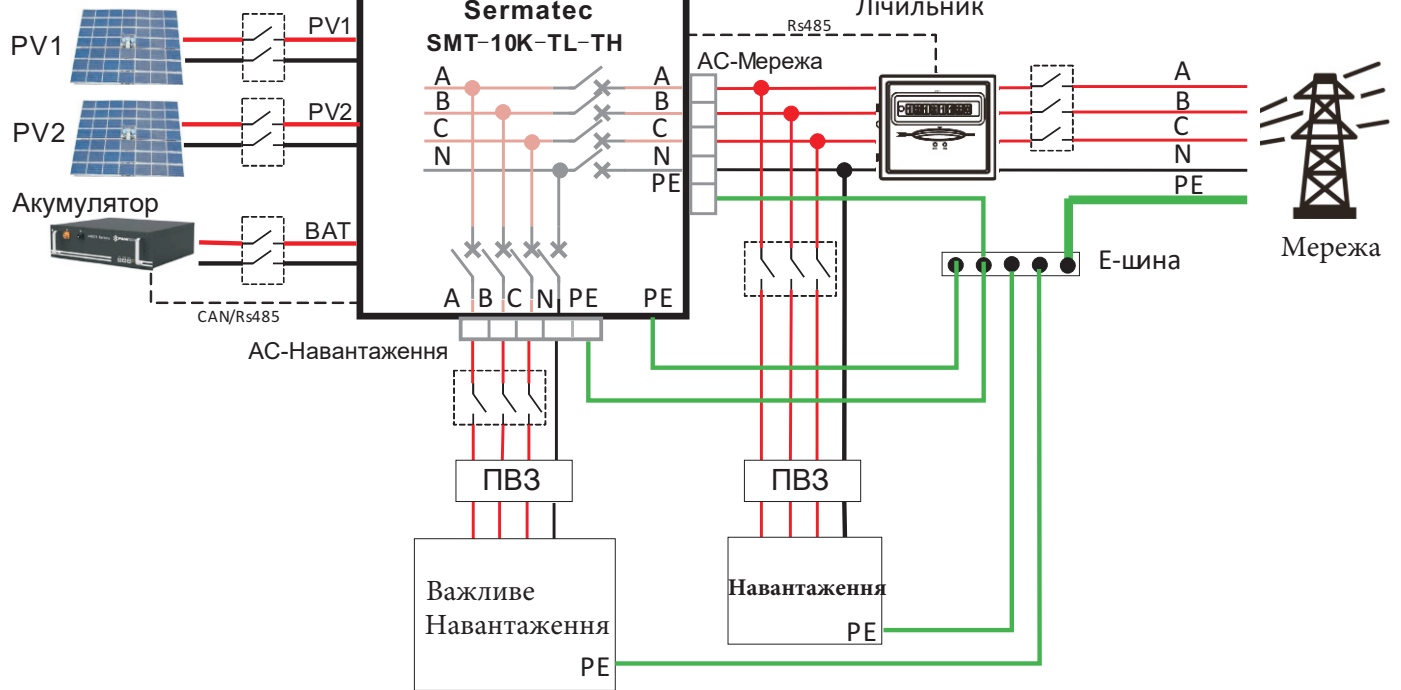 Sermatec
SMT-10K-TL-TH
Лічильник
Rs485
PV1
PV1
АС-Мережа
A
B
C
N
A
B
C
N
PE
A
B
C
N
PE
PV2
PV2
Акумулятор
BAT
CAN/Rs485
A B C N PE PE
АС-Навантаження
Е-шина
Мережа
ПВЗ
ПВЗ
Важливе
Навантаження
PE
Навантаження
PE